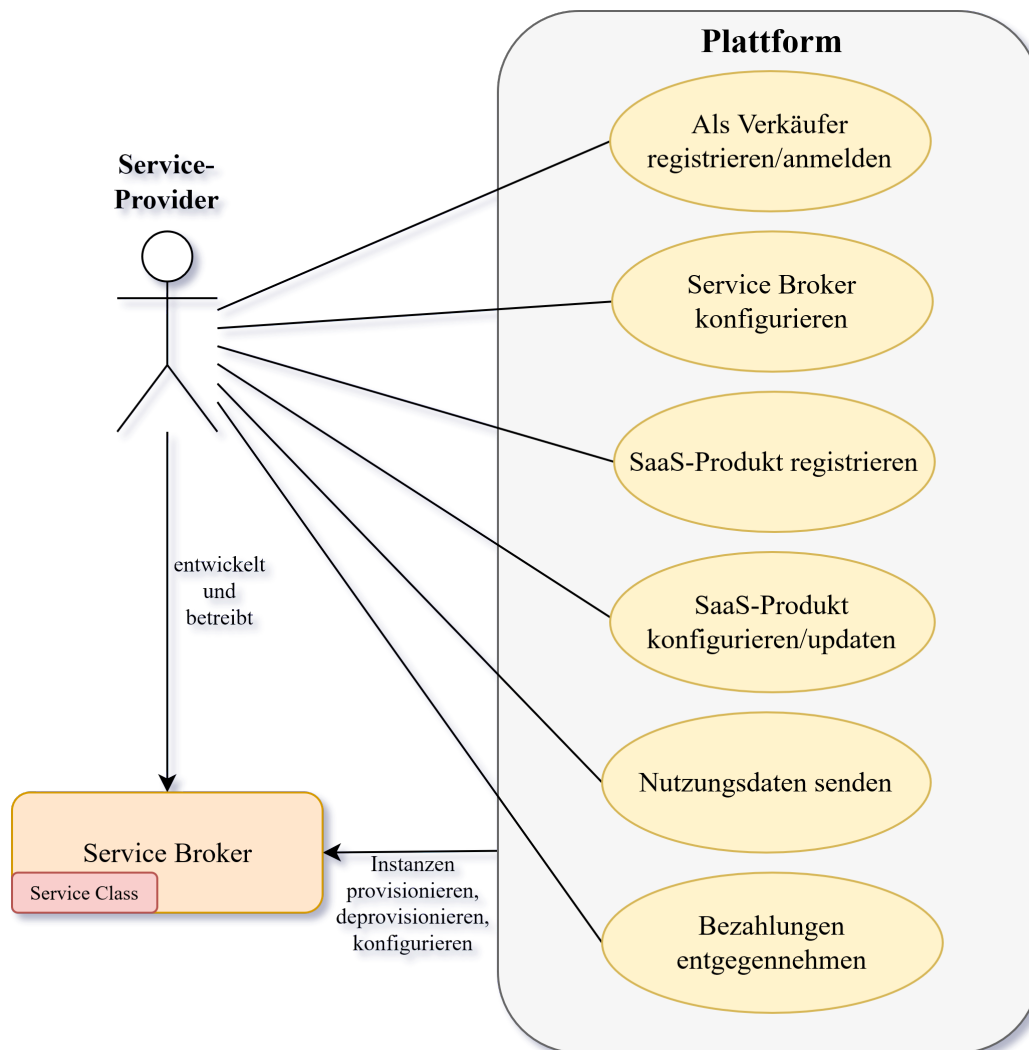 Plattform
Als Verkäufer
registrieren/anmelden
Service-
Provider
Service Broker
konfigurieren
SaaS-Produkt registrieren
entwickelt
und
betreibt
SaaS-Produkt
konfigurieren/updaten
Nutzungsdaten senden
Service Broker
Service Class
Instanzen
provisionieren,
deprovisionieren,
konfigurieren
Bezahlungen
entgegennehmen